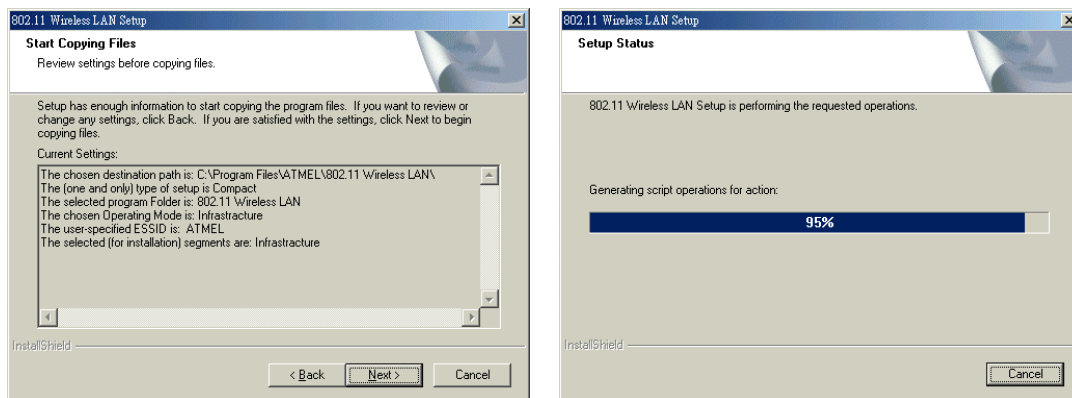 802.11 Wireless LAN Setup
Start Copying Files
Review settings before copying files.
Setup has enough information to start copying the program files. If you want to review or
change any settings, click Back. If you are satisfied with the settings, click Next to begin
copying files.
Current Settings:
The chosen destination path is: C:\Program Files\ATMEL\802.11 Wireless LAN\
The (one and only) type of setup is Compact
The selected program Folder is: 802.11 Wireless LAN
The chosen Operating Mode is: Infrastracture
The user-specified ESSID is: ATMEL
The selected (for installation) segments are: Infrastracture
InstallShield
< Back
Next >
Cancel
802.11 Wireless LAN Setup
Setup Status
802.11 Wireless LAN Setup is performing the requested operations.
Generating script operations for action:
95%
InstallShield
Cancel